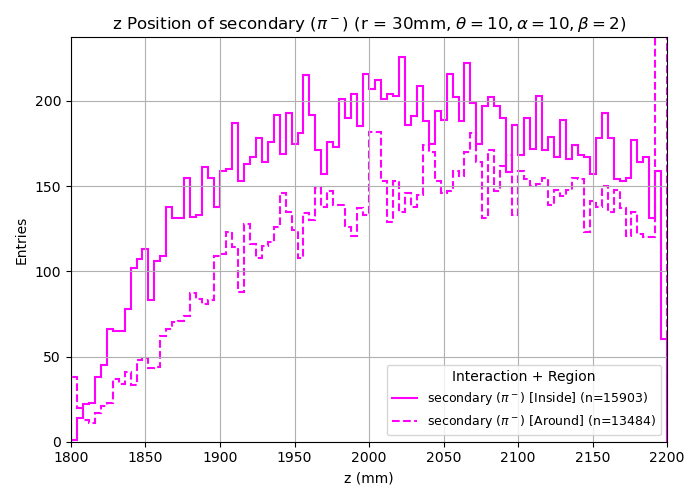 z Position of secondary (π⁻) (r = 30mm, θ = 10, α = 10, β = 2)
Entries
200
150
100
50
0
1800 1850 1900 1950 2000 2050 2100 2150 2200
z (mm)
Interaction + Region
secondary (π⁻) [Inside] (n=15903)
secondary (π⁻) [Around] (n=13484)